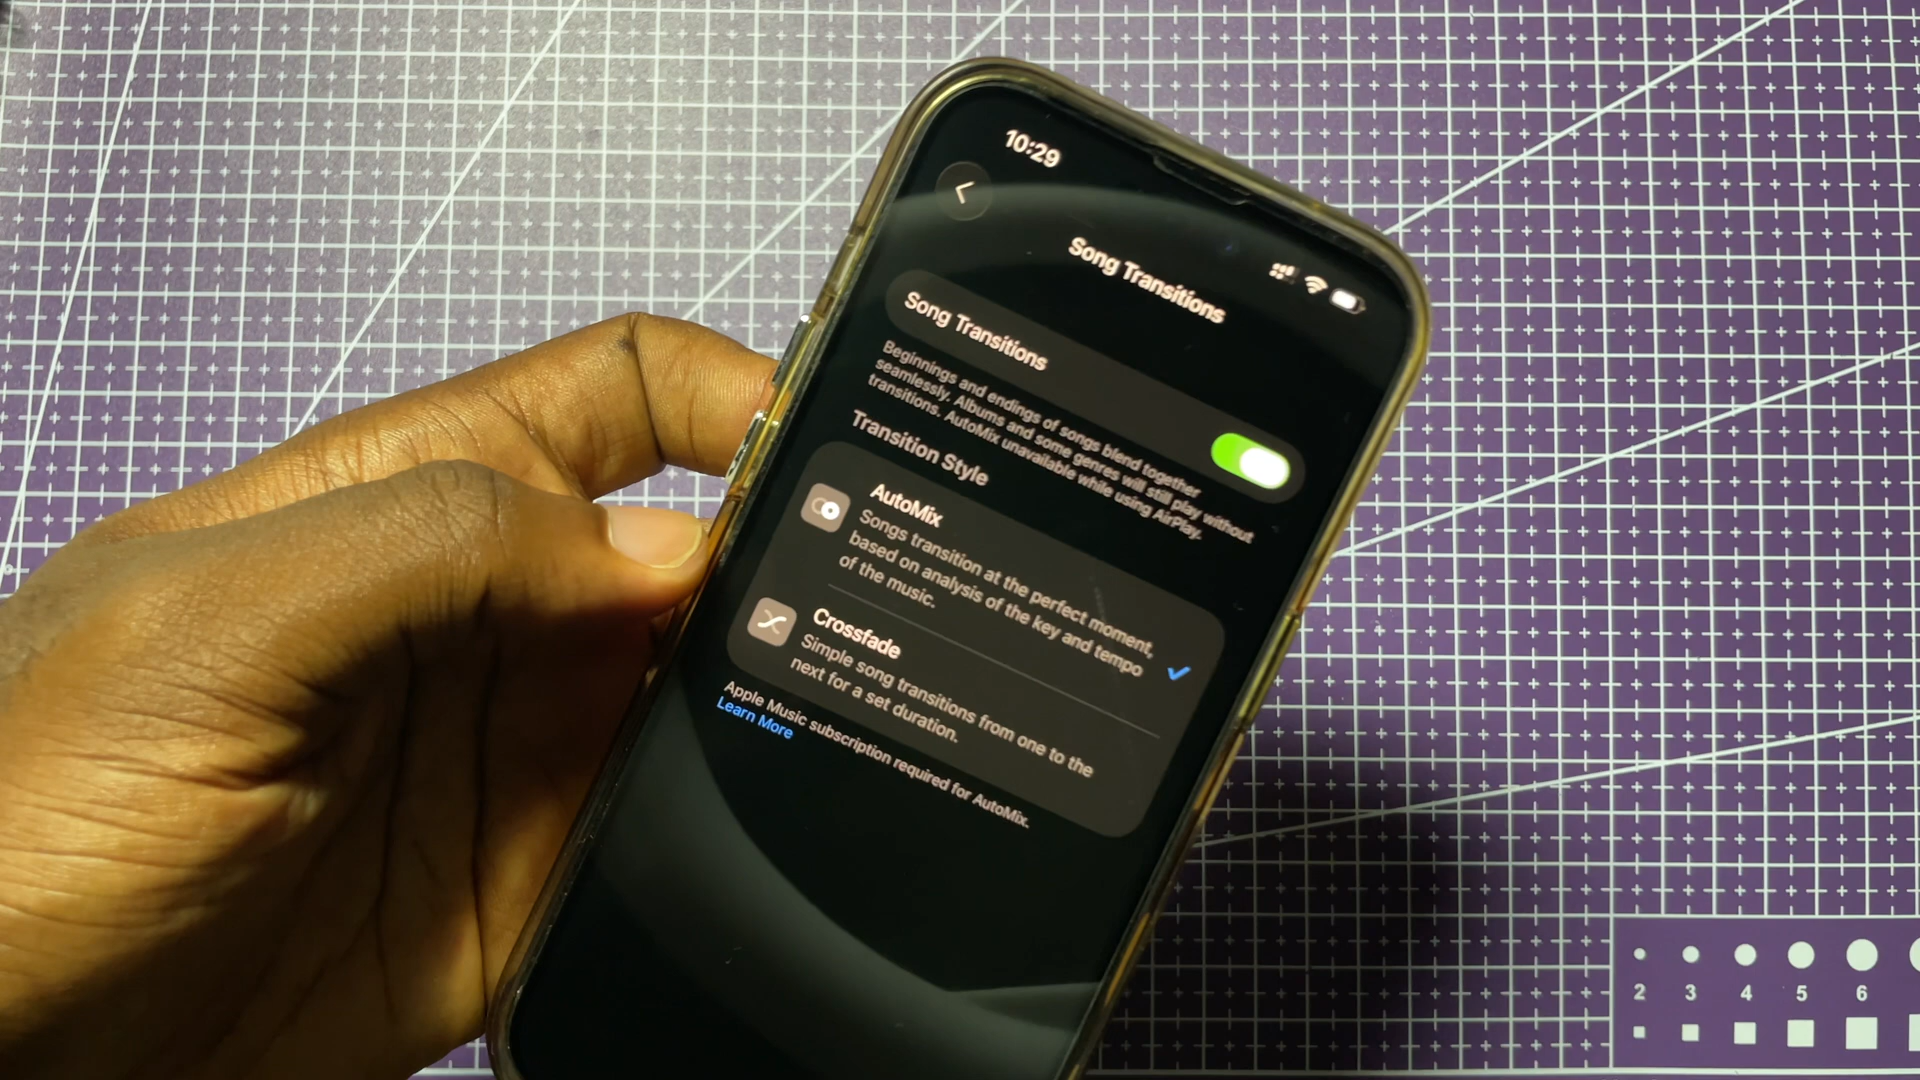 10:29
Song Transitions
Song Transitions
Beginnings and endings of songs blend together
seamlessly. Albums and some genres will still play without
transitions. AutoMix unavailable while using AirPlay.
Transition Style
AutoMix
Songs transition at the perfect moment,
based on analysis of the key and tempo
of the music.
Crossfade
Simple song transitions from one to the
next for a set duration.
Apple Music subscription required for AutoMix.
Learn More
2 3 4 5 6